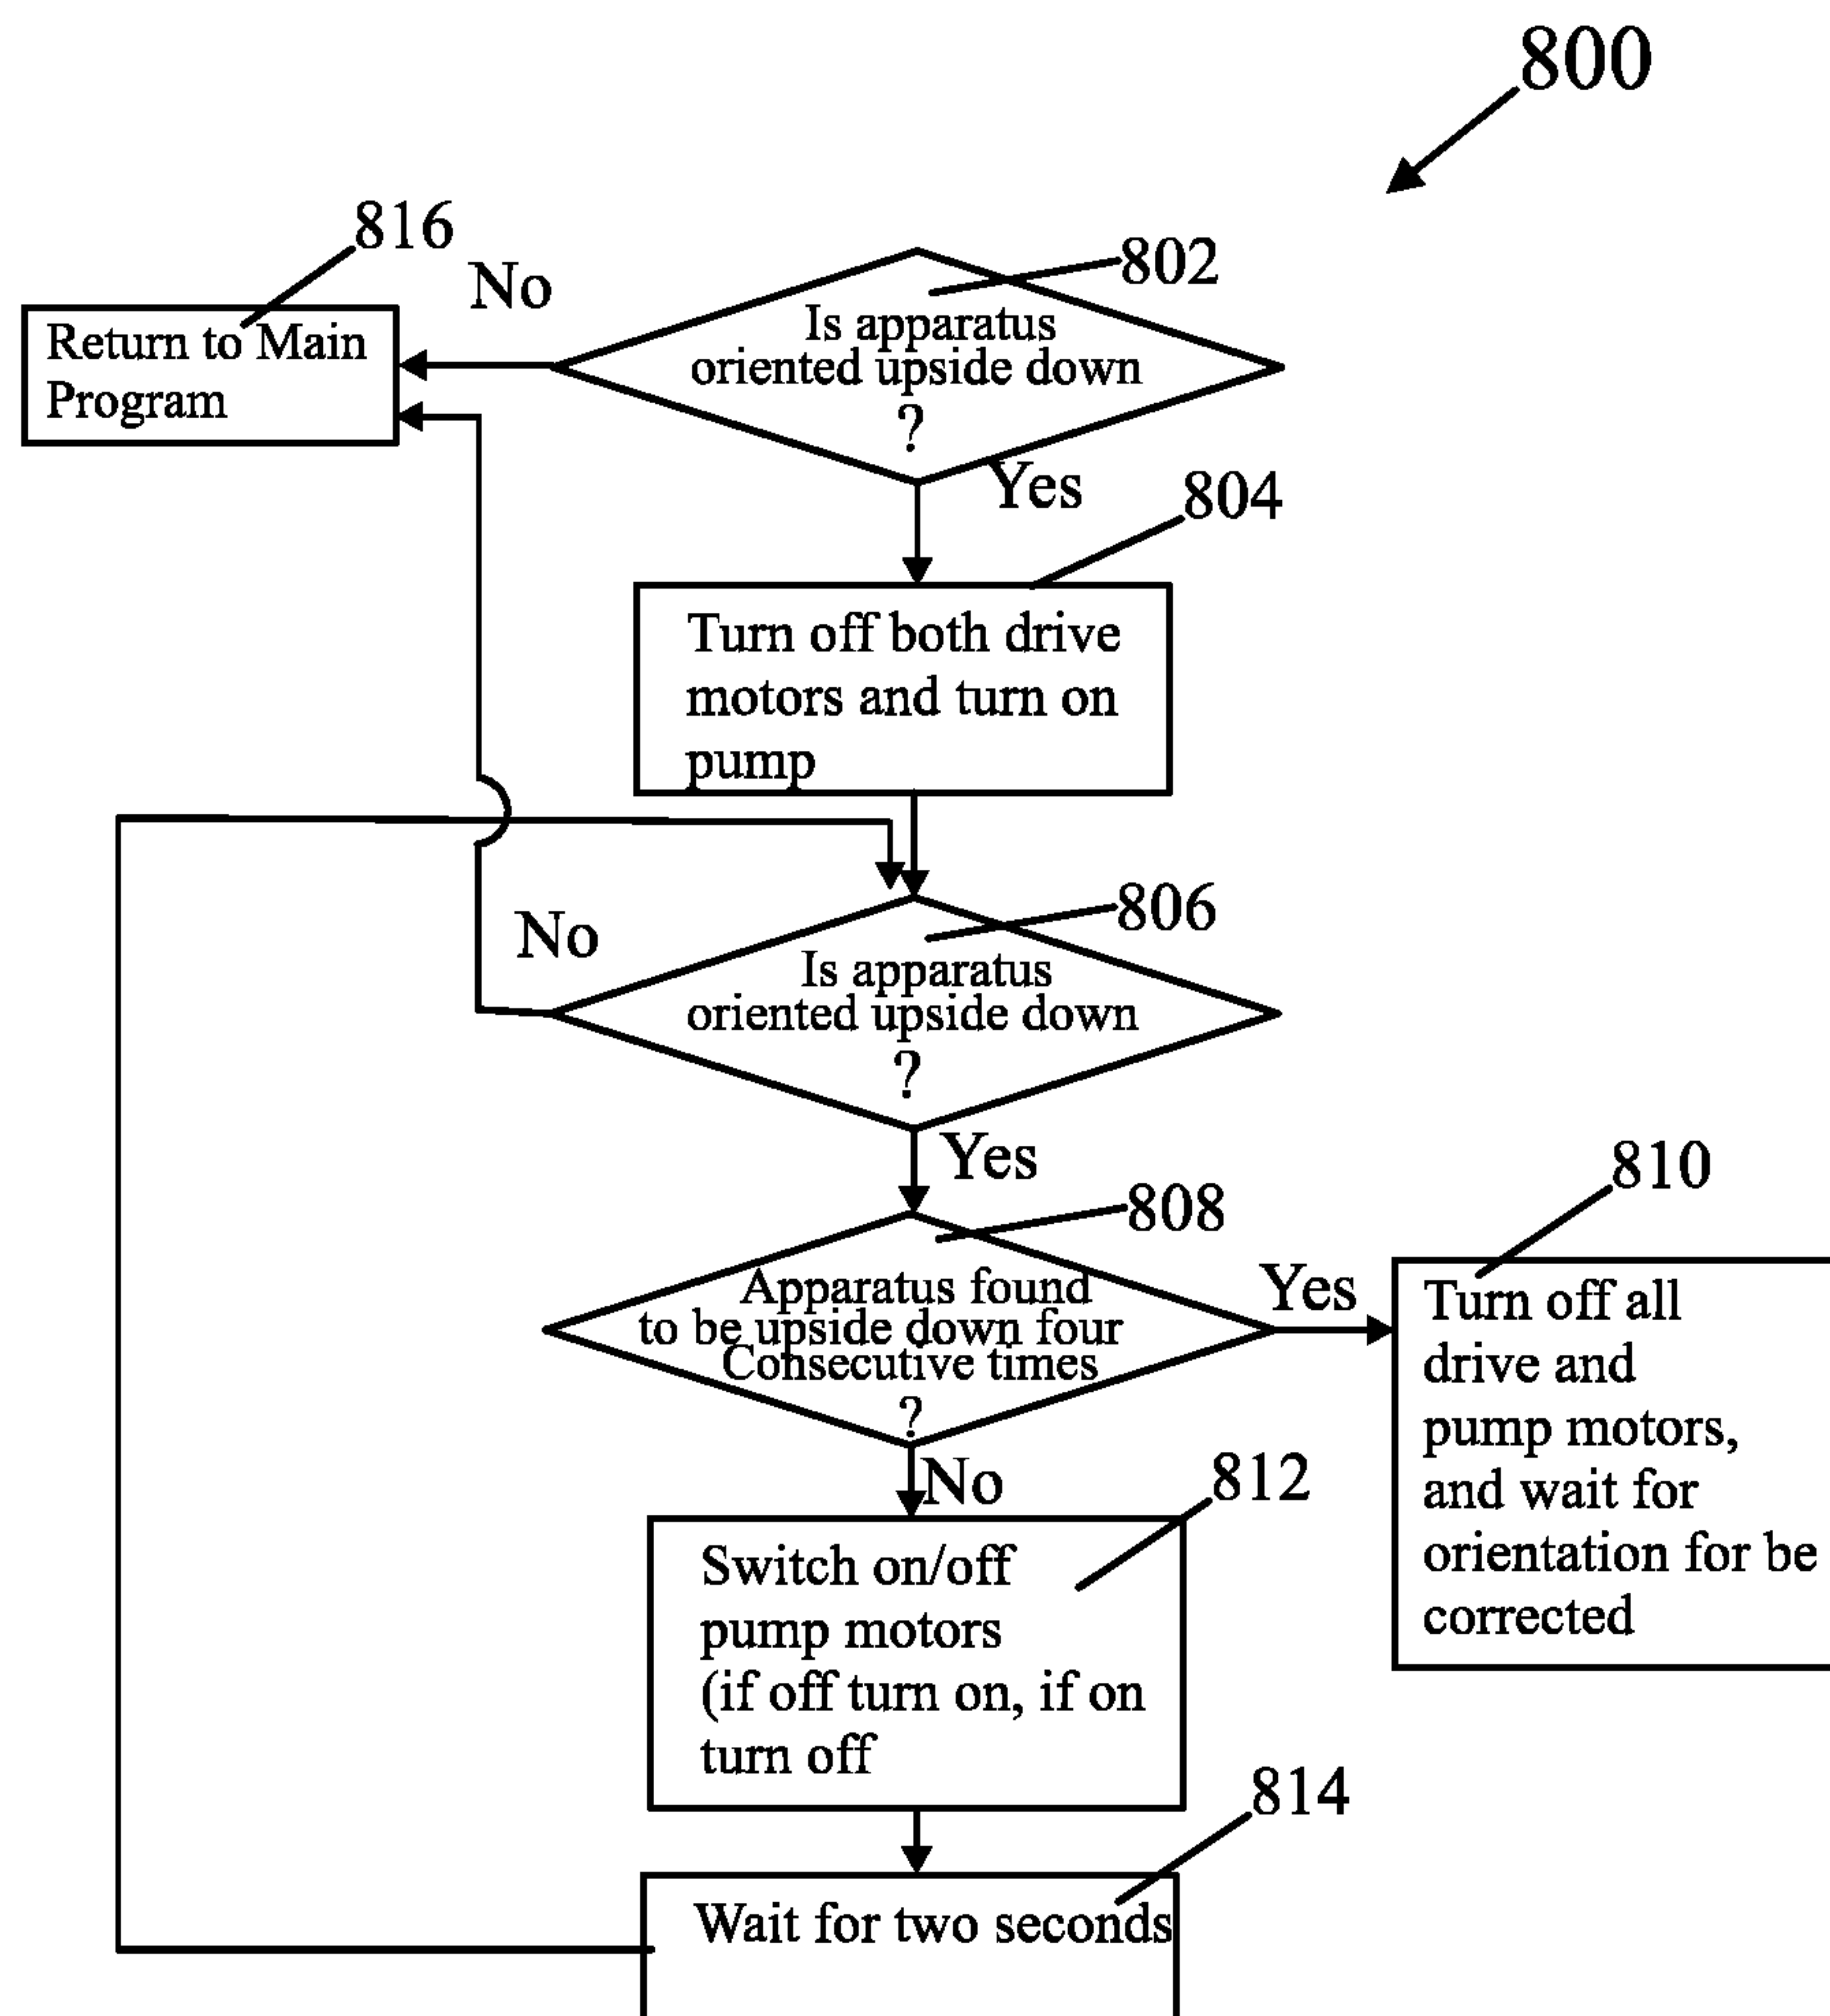 800
816
No
802
Return to Main
Program
Is apparatus
oriented upside down
?
Yes
804
Turn off both drive
motors and turn on
pump
No
806
Is apparatus
oriented upside down
?
Yes
808
810
Apparatus found
to be upside down four
Consecutive times
?
Yes
Turn off all
drive and
pump motors,
and wait for
orientation for be
corrected
No
812
Switch on/off
pump motors
(if off turn on, if on
turn off
814
Wait for two seconds